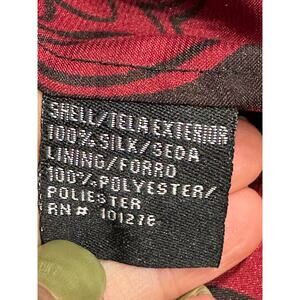 SHELL/TELA EXTERIOR
100% SILK/SEDA
LINING/FORRO
100%POLYESTER/
POLIESTER
RN# 101276